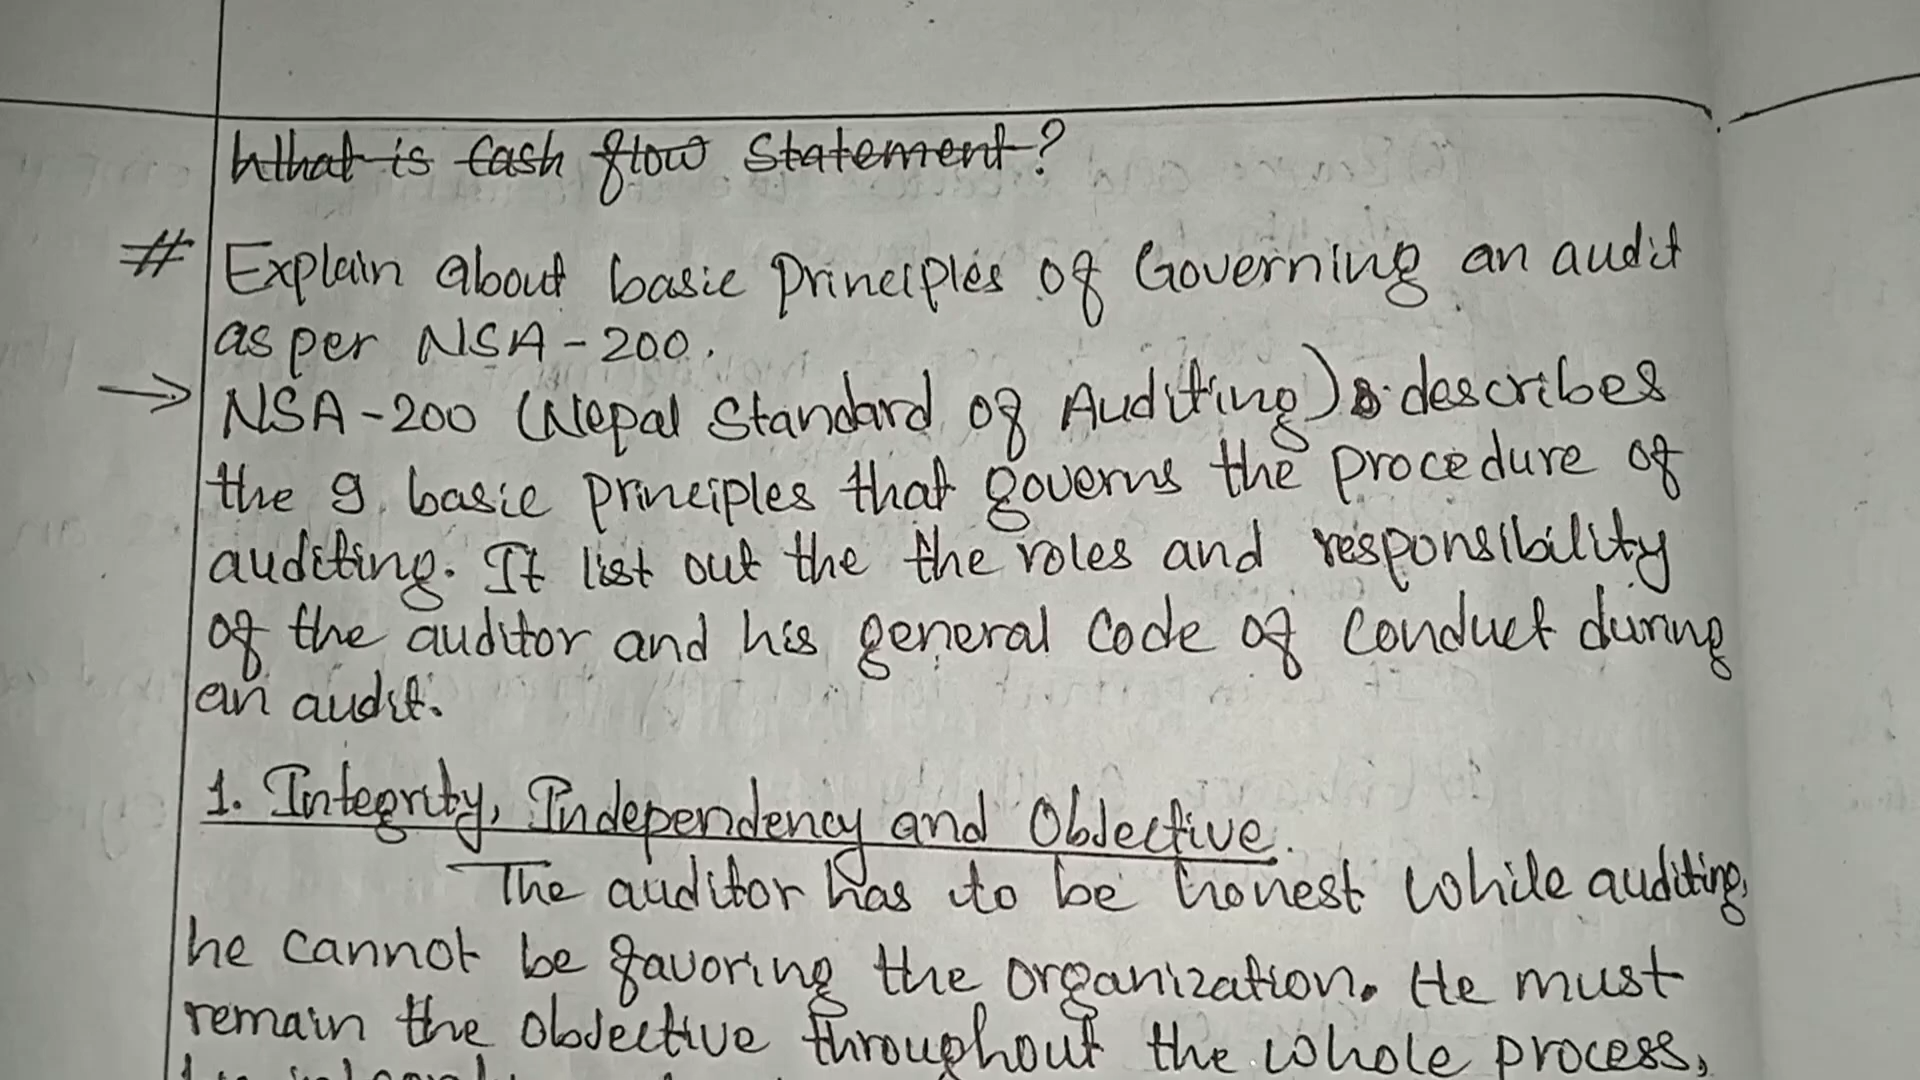 What is Cash flow Statement?
# Explain about basic Principles of Governing an audit
as per NSA-200.
→ NSA-200 (Nepal Standard of Auditing) describes
the 9 basic principles that governs the procedure of
auditing. It list out the the roles and responsibility
of the auditor and his general code of conduct during
an audit.
1. Integrity, Independency and Objective.
The auditor has to be honest while auditing,
he cannot be favoring the organization. He must
remain the objective throughout the whole process,